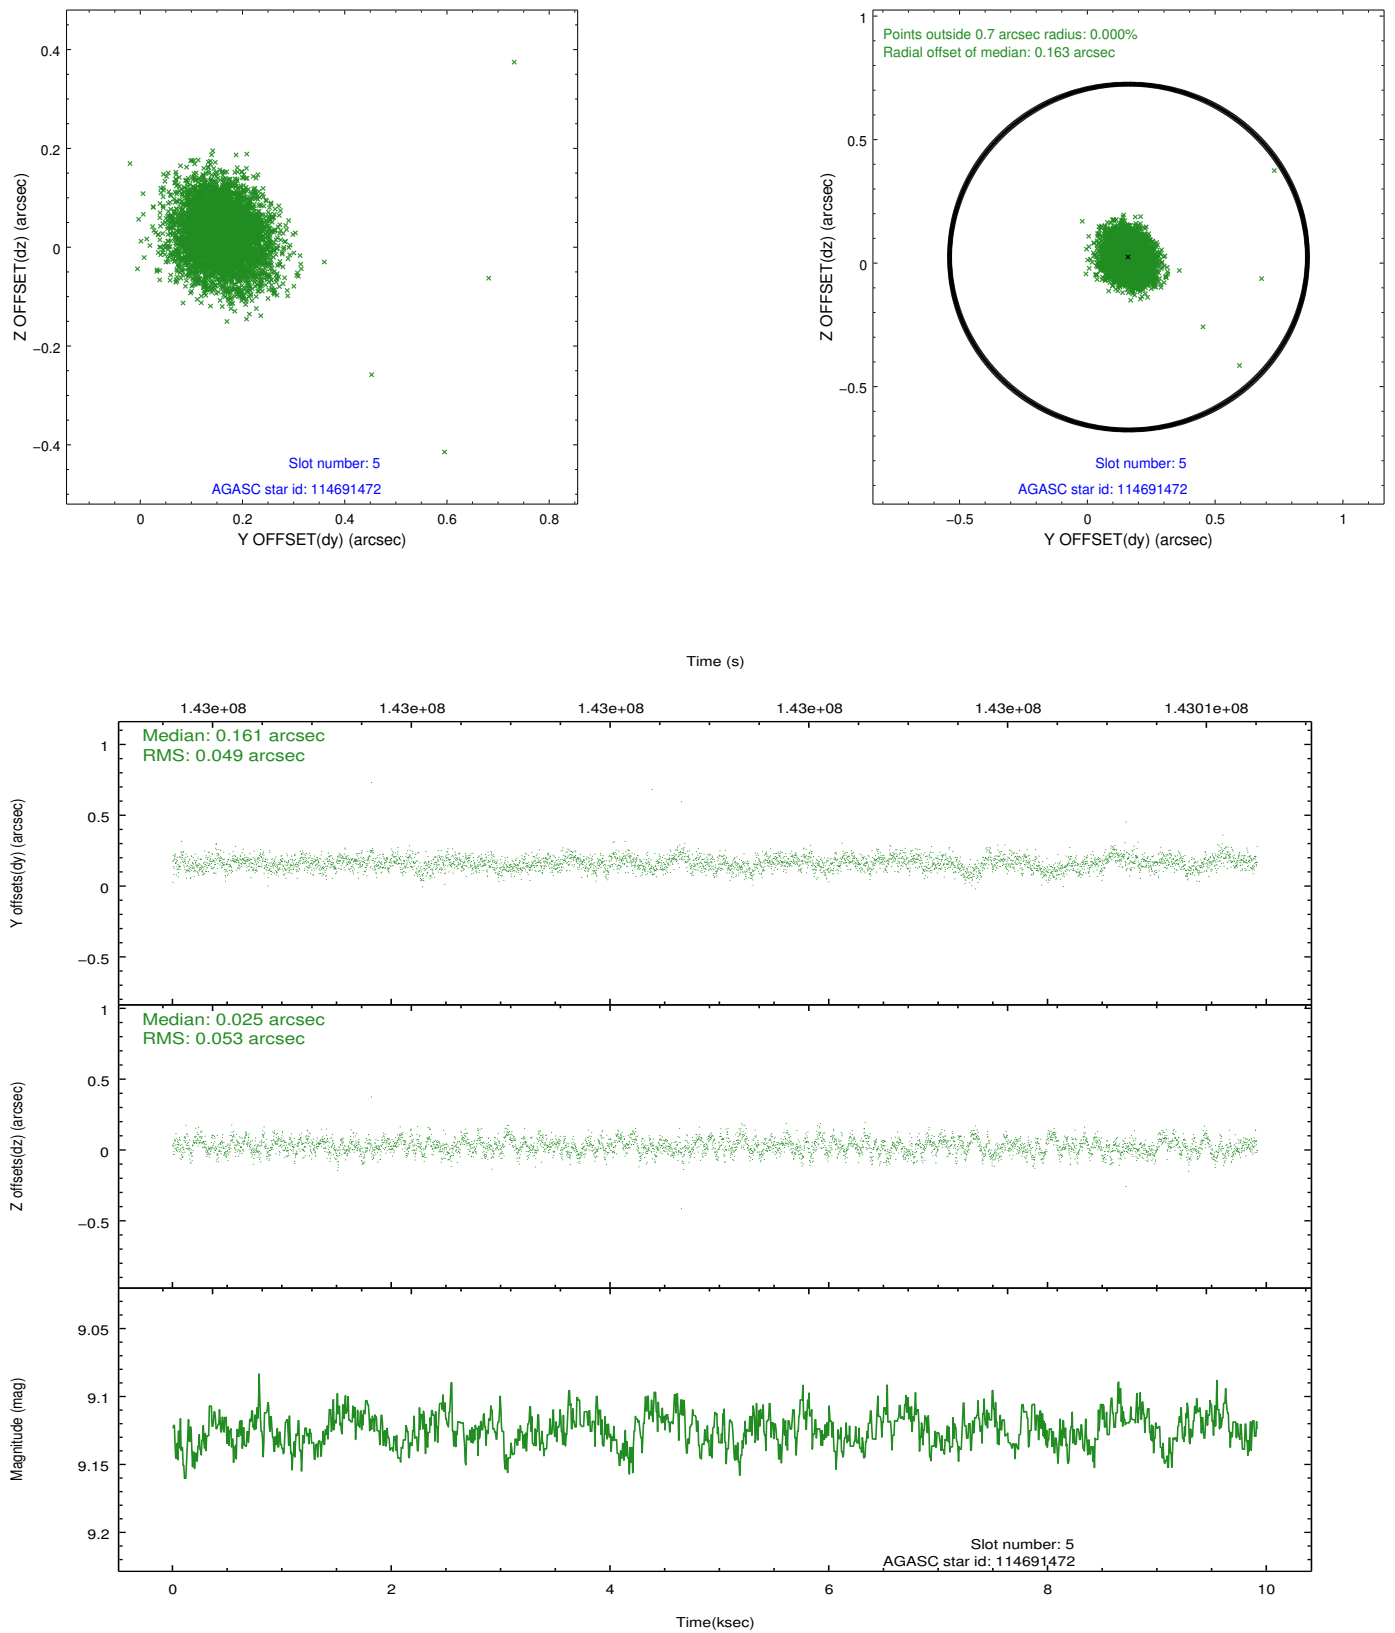 0.4
0.2
0
−0.2
−0.4
Z OFFSET(dz) (arcsec)
Slot number: 5
AGASC star id: 114691472
0 0.2 0.4 0.6 0.8
Y OFFSET(dy) (arcsec)
Points outside 0.7 arcsec radius: 0.000%
Radial offset of median: 0.163 arcsec
1
0.5
0
−0.5
Z OFFSET(dz) (arcsec)
Slot number: 5
AGASC star id: 114691472
−0.5 0 0.5 1
Y OFFSET(dy) (arcsec)
Time (s)
1.43e+08 1.43e+08 1.43e+08 1.43e+08 1.43e+08 1.4301e+08
Median: 0.161 arcsec
RMS: 0.049 arcsec
1
0.5
0
−0.5
Y offsets(dy) (arcsec)
Median: 0.025 arcsec
RMS: 0.053 arcsec
1
0.5
0
−0.5
Z offsets(dz) (arcsec)
9.05
9.1
9.15
9.2
Magnitude (mag)
Slot number: 5
AGASC star id: 114691472
0 2 4 6 8 10
Time(ksec)